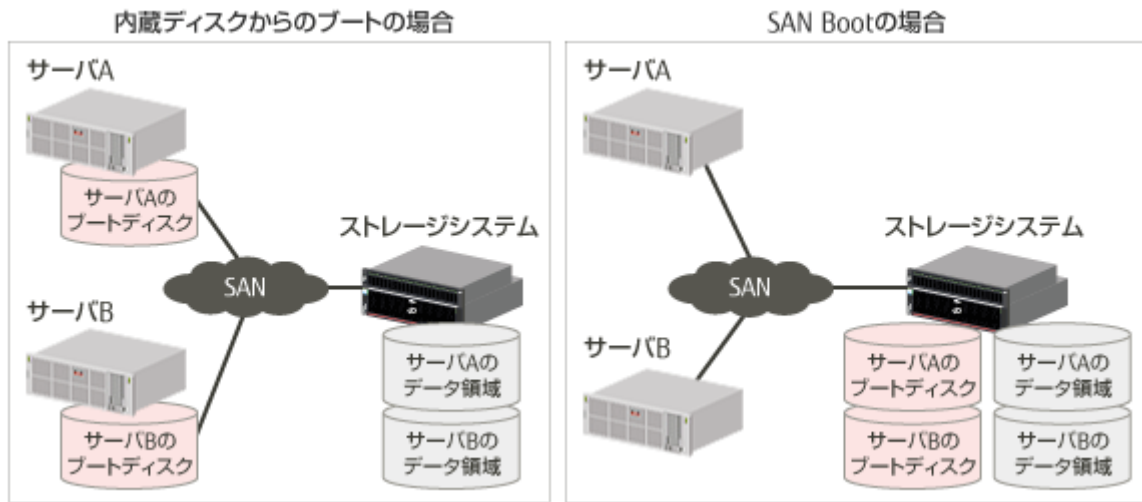 内蔵ディスクからのブートの場合
サーバA
サーバAの
ブートディスク
ストレージシステム
SAN
サーバB
サーバBの
ブートディスク
サーバAの
データ領域
サーバBの
データ領域
SAN Bootの場合
サーバA
ストレージシステム
SAN
サーバB
サーバAの
ブートディスク
サーバBの
ブートディスク
サーバAの
データ領域
サーバBの
データ領域